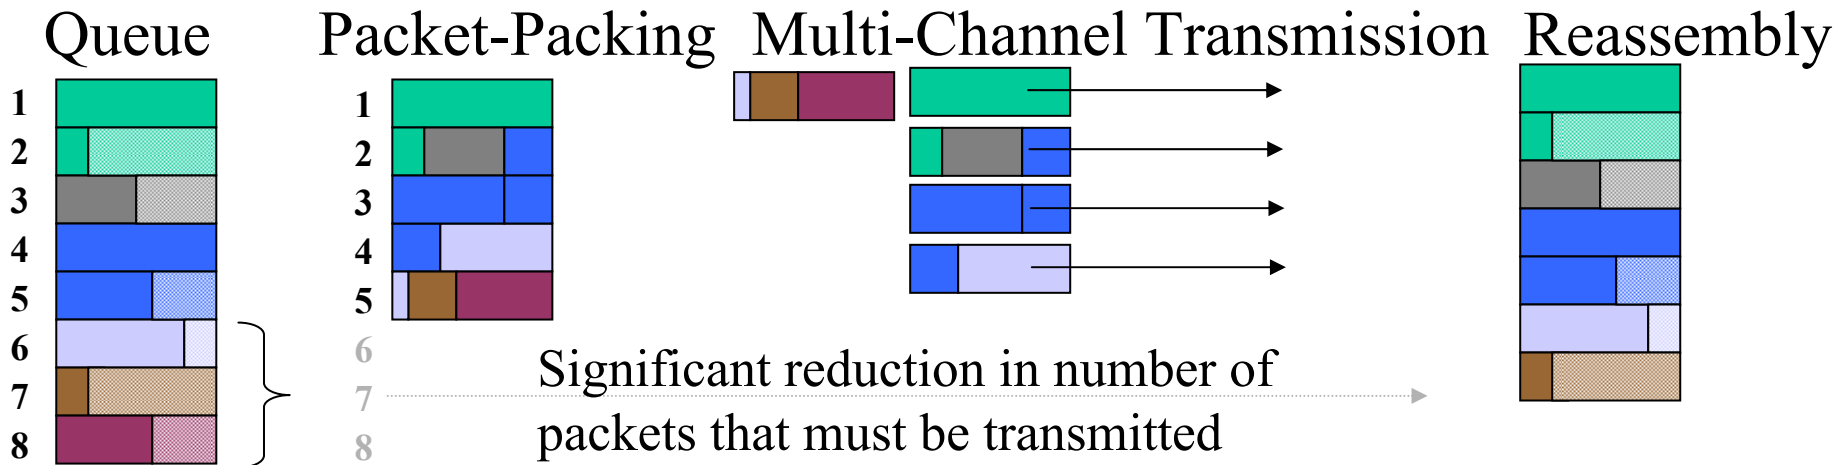 Queue Packet-Packing Multi-Channel Transmission Reassembly
1 1
2 2
3 3
4 4
5 5
6 6
7 7
8 8
Significant reduction in number of
packets that must be transmitted